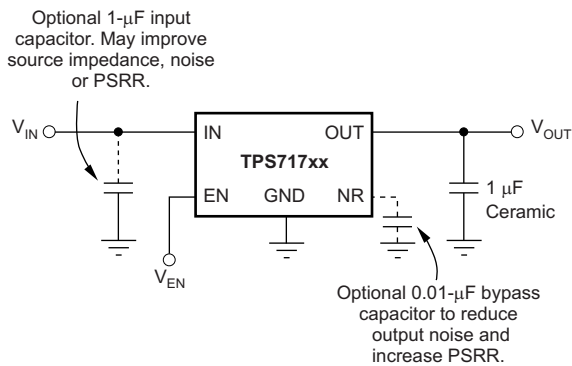 Optional 1-μF input
capacitor. May improve
source impedance, noise
or PSRR.
V_IN
IN
OUT
V_OUT
TPS717xx
EN
GND
NR
1 μF
Ceramic
V_EN
Optional 0.01-μF bypass
capacitor to reduce
output noise and
increase PSRR.